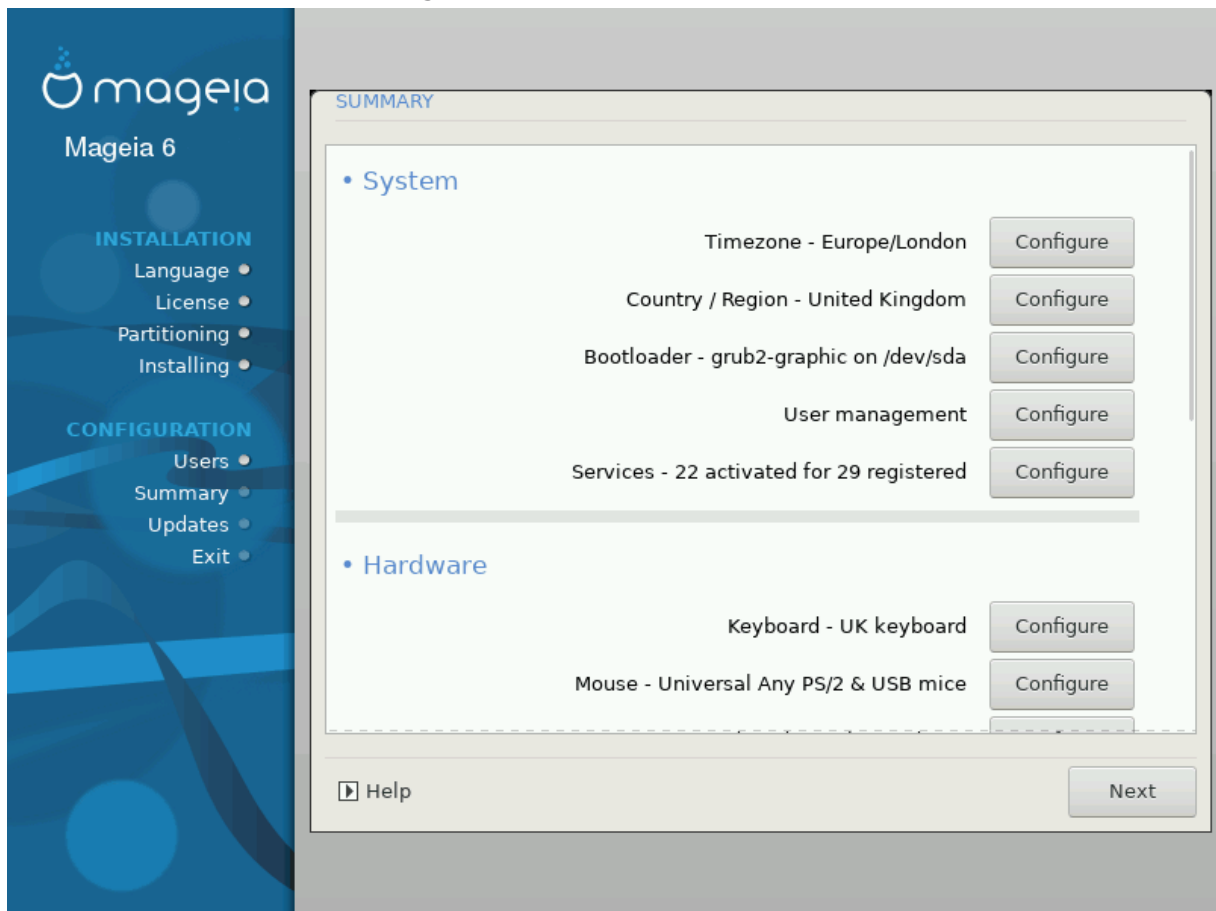 mageia
Mageia 6
INSTALLATION
Language
License
Partitioning
Installing
CONFIGURATION
Users
Summary
Updates
Exit
SUMMARY
• System
Timezone - Europe/London Configure
Country / Region - United Kingdom Configure
Bootloader - grub2-graphic on /dev/sda Configure
User management Configure
Services - 22 activated for 29 registered Configure
• Hardware
Keyboard - UK keyboard Configure
Mouse - Universal Any PS/2 & USB mice Configure
Help
Next